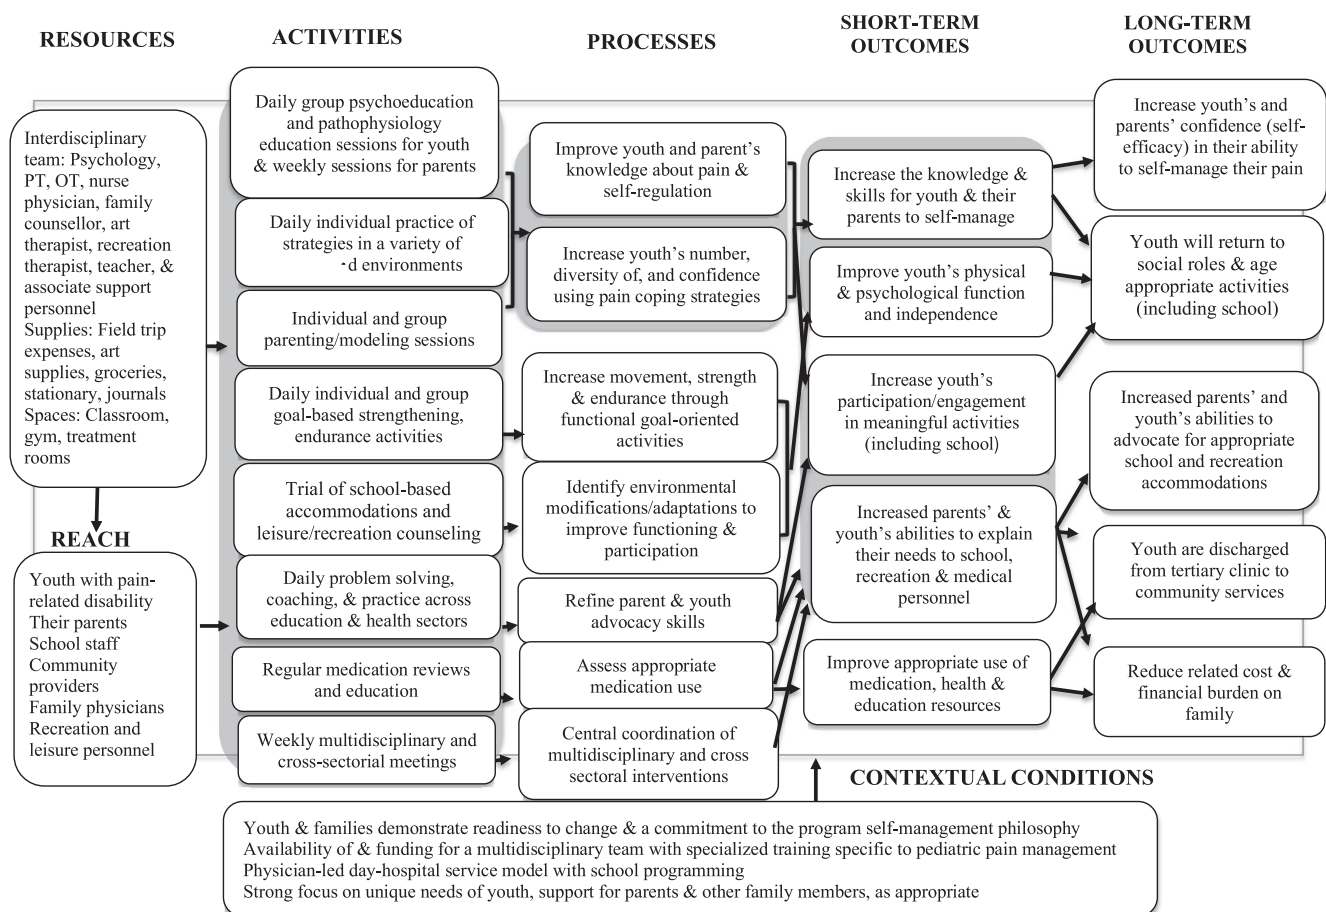 RESOURCES
ACTIVITIES
PROCESSES
SHORT-TERM
OUTCOMES
LONG-TERM
OUTCOMES
Interdisciplinary
team: Psychology,
PT, OT, nurse
physician, family
counsellor, art
therapist, recreation
therapist, teacher, &
associate support
personnel
Supplies: Field trip
expenses, art
supplies, groceries,
stationary, journals
Spaces: Classroom,
gym, treatment
rooms
REACH
Youth with pain-
related disability
Their parents
School staff
Community
providers
Family physicians
Recreation and
leisure personnel
Daily group psychoeducation
and pathophysiology
education sessions for youth
& weekly sessions for parents
Daily individual practice of
strategies in a variety of
d environments
Individual and group
parenting/modeling sessions
Daily individual and group
goal-based strengthening,
endurance activities
Trial of school-based
accommodations and
leisure/recreation counseling
Daily problem solving,
coaching, & practice across
education & health sectors
Regular medication reviews
and education
Weekly multidisciplinary and
cross-sectorial meetings
Improve youth and parent's
knowledge about pain &
self-regulation
Increase youth's number,
diversity of, and confidence
using pain coping strategies
Increase movement, strength
& endurance through
functional goal-oriented
activities
Identify environmental
modifications/adaptations to
improve functioning &
participation
Refine parent & youth
advocacy skills
Assess appropriate
medication use
Central coordination of
multidisciplinary and cross
sectoral interventions
Increase the knowledge &
skills for youth & their
parents to self-manage
Improve youth's physical
& psychological function
and independence
Increase youth's
participation/engagement
in meaningful activities
(including school)
Increased parents' &
youth's abilities to explain
their needs to school,
recreation & medical
personnel
Improve appropriate use of
medication, health &
education resources
Increase youth's and
parents' confidence (self-
efficacy) in their ability
to self-manage their pain
Youth will return to
social roles & age
appropriate activities
(including school)
Increased parents' and
youth's abilities to
advocate for appropriate
school and recreation
accommodations
Youth are discharged
from tertiary clinic to
community services
Reduce related cost &
financial burden on
family
CONTEXTUAL CONDITIONS
Youth & families demonstrate readiness to change & a commitment to the program self-management philosophy
Availability of & funding for a multidisciplinary team with specialized training specific to pediatric pain management
Physician-led day-hospital service model with school programming
Strong focus on unique needs of youth, support for parents & other family members, as appropriate